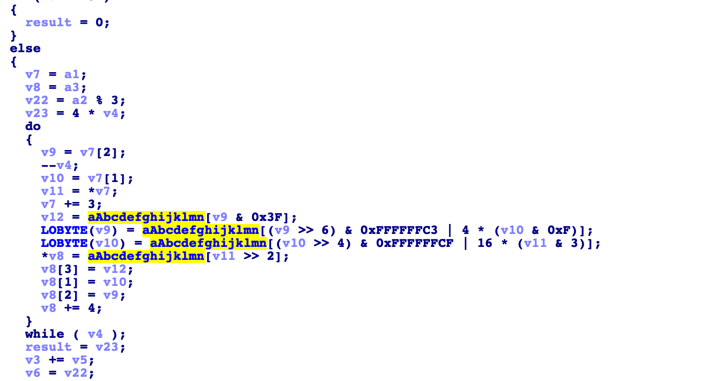 {
result = 0;
}
else
{
v7 = a1;
v8 = a3;
v22 = a2 % 3;
v23 = 4 * v4;
do
{
v9 = v7[2];
--v4;
v10 = v7[1];
v11 = *v7;
v7 += 3;
v12 = aAbcdefghijklmn[v9 & 0x3F];
LOBYTE(v9) = aAbcdefghijklmn[(v9 >> 6) & 0xFFFFFFC3 | 4 * (v10 & 0xF)];
LOBYTE(v10) = aAbcdefghijklmn[(v10 >> 4) & 0xFFFFFFCF | 16 * (v11 & 3)];
*v8 = aAbcdefghijklmn[v11 >> 2];
v8[3] = v12;
v8[1] = v10;
v8[2] = v9;
v8 += 4;
}
while ( v4 );
result = v23;
v3 += v5;
v6 = v22;